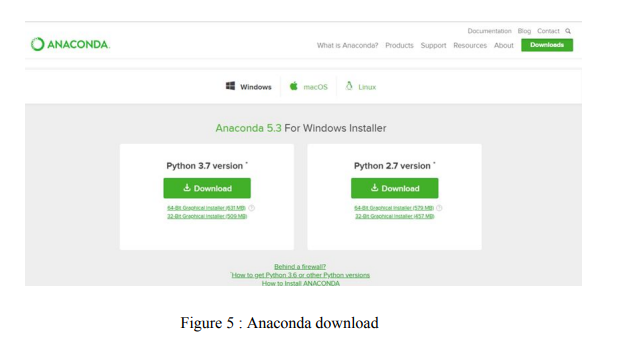 Documentation Blog Contact
ANACONDA.
What is Anaconda? Products Support Resources About Downloads
Windows macOS Linux
Anaconda 5.3 For Windows Installer
Python 3.7 version *
Download
64-Bit Graphical Installer (631 MB) ?
32-Bit Graphical Installer (509 MB)
Python 2.7 version *
Download
64-Bit Graphical Installer (579 MB) ?
32-Bit Graphical Installer (457 MB)
Behind a firewall?
*How to get Python 3.6 or other Python versions
How to Install ANACONDA
Figure 5 : Anaconda download